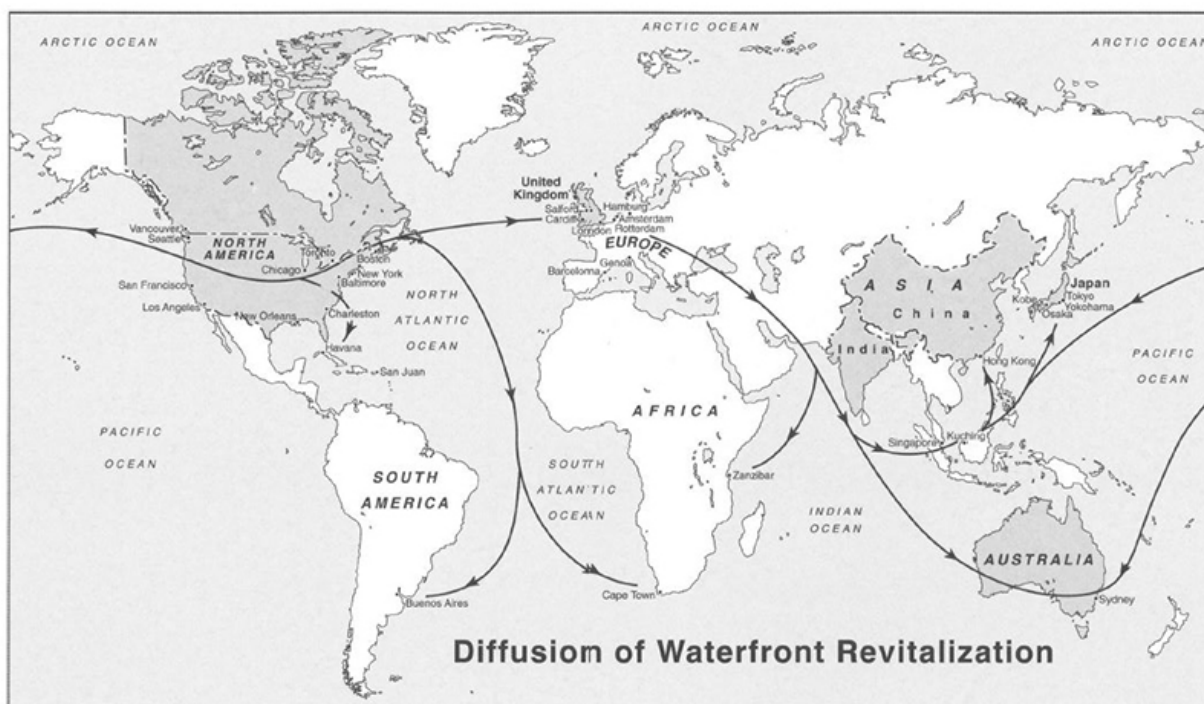 ARCTIC OCEAN
ARCTIC OCEAN
ARCTIC OCEAN
United
Kingdom
Salford
Cardiff
London
Hamburg
Amsterdam
Rotterdam
EUROPE
Genoa
Barcelona
Vancouver
Seattle
NORTH
AMERICA
Toronto
Chicago
Boston
New York
Baltimore
San Francisco
Los Angeles
New Orleans
Charleston
Havana
San Juan
NORTH
ATLANTIC
OCEAN
ASIA
China
India
Japan
Kobe
Tokyo
Yokohama
Osaka
Hong Kong
PACIFIC
OCEAN
AFRICA
Singapore
Kuching
Zanzibar
PACIFIC
OCEAN
SOUTH
AMERICA
SOUTH
ATLANTIC
OCEAN
INDIAN
OCEAN
AUSTRALIA
Sydney
Buenos Aires
Cape Town
Diffusion of Waterfront Revitalization